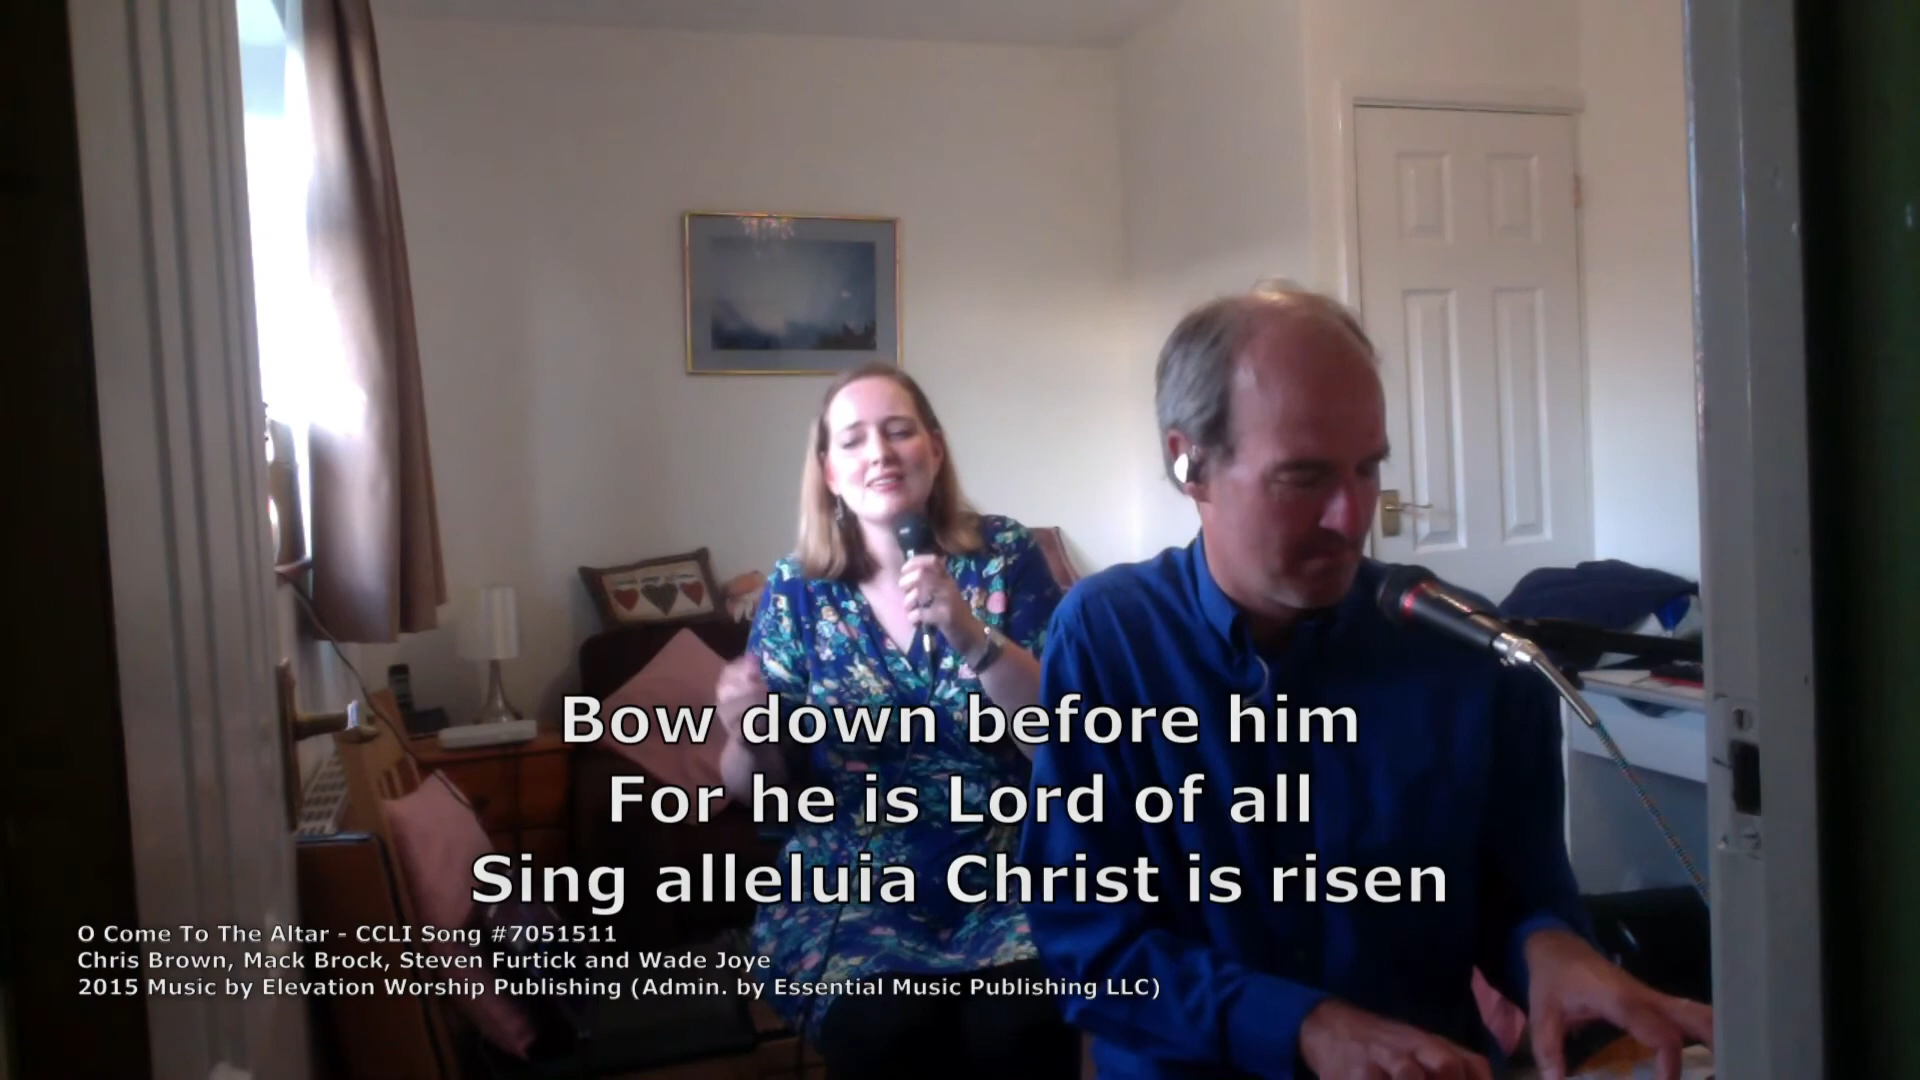 Bow down before him
For he is Lord of all
Sing alleluia Christ is risen
O Come To The Altar - CCLI Song #7051511
Chris Brown, Mack Brock, Steven Furtick and Wade Joye
2015 Music by Elevation Worship Publishing (Admin. by Essential Music Publishing LLC)